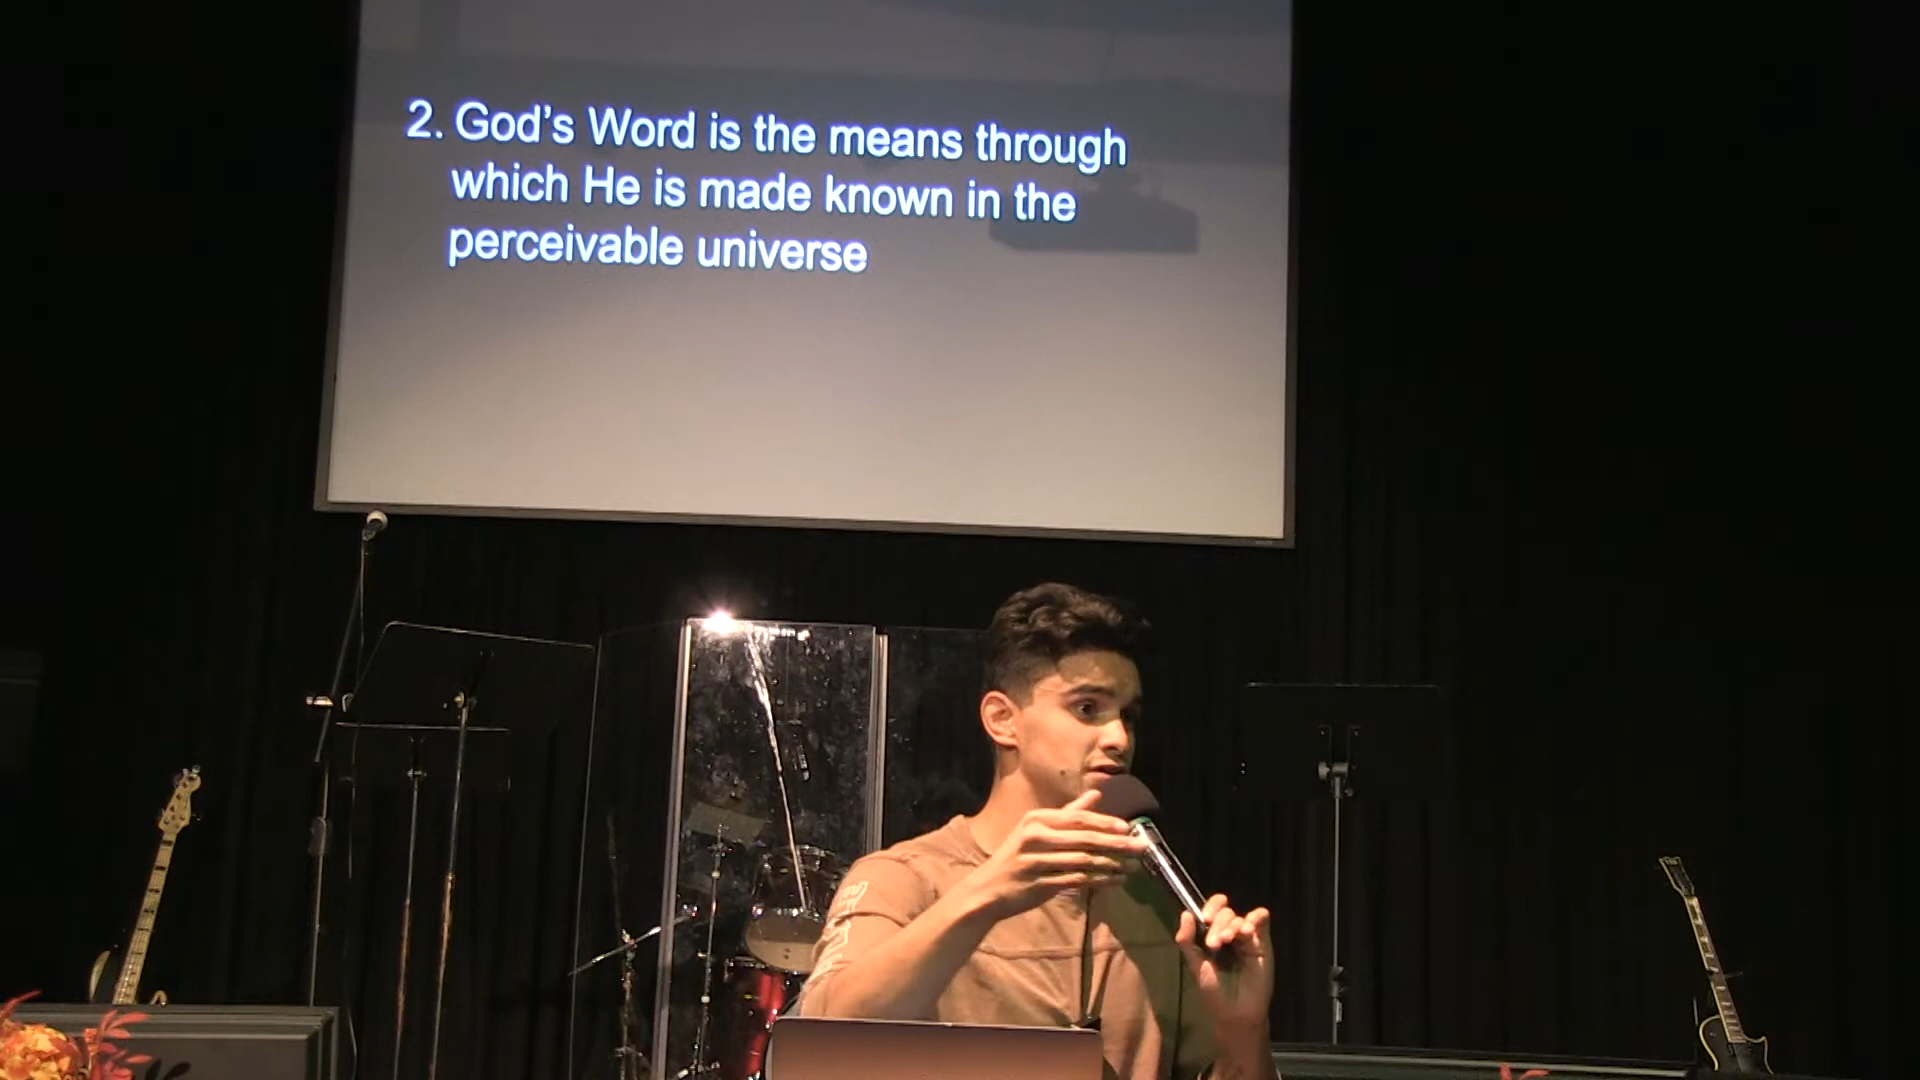 2. God’s Word is the means through
which He is made known in the
perceivable universe